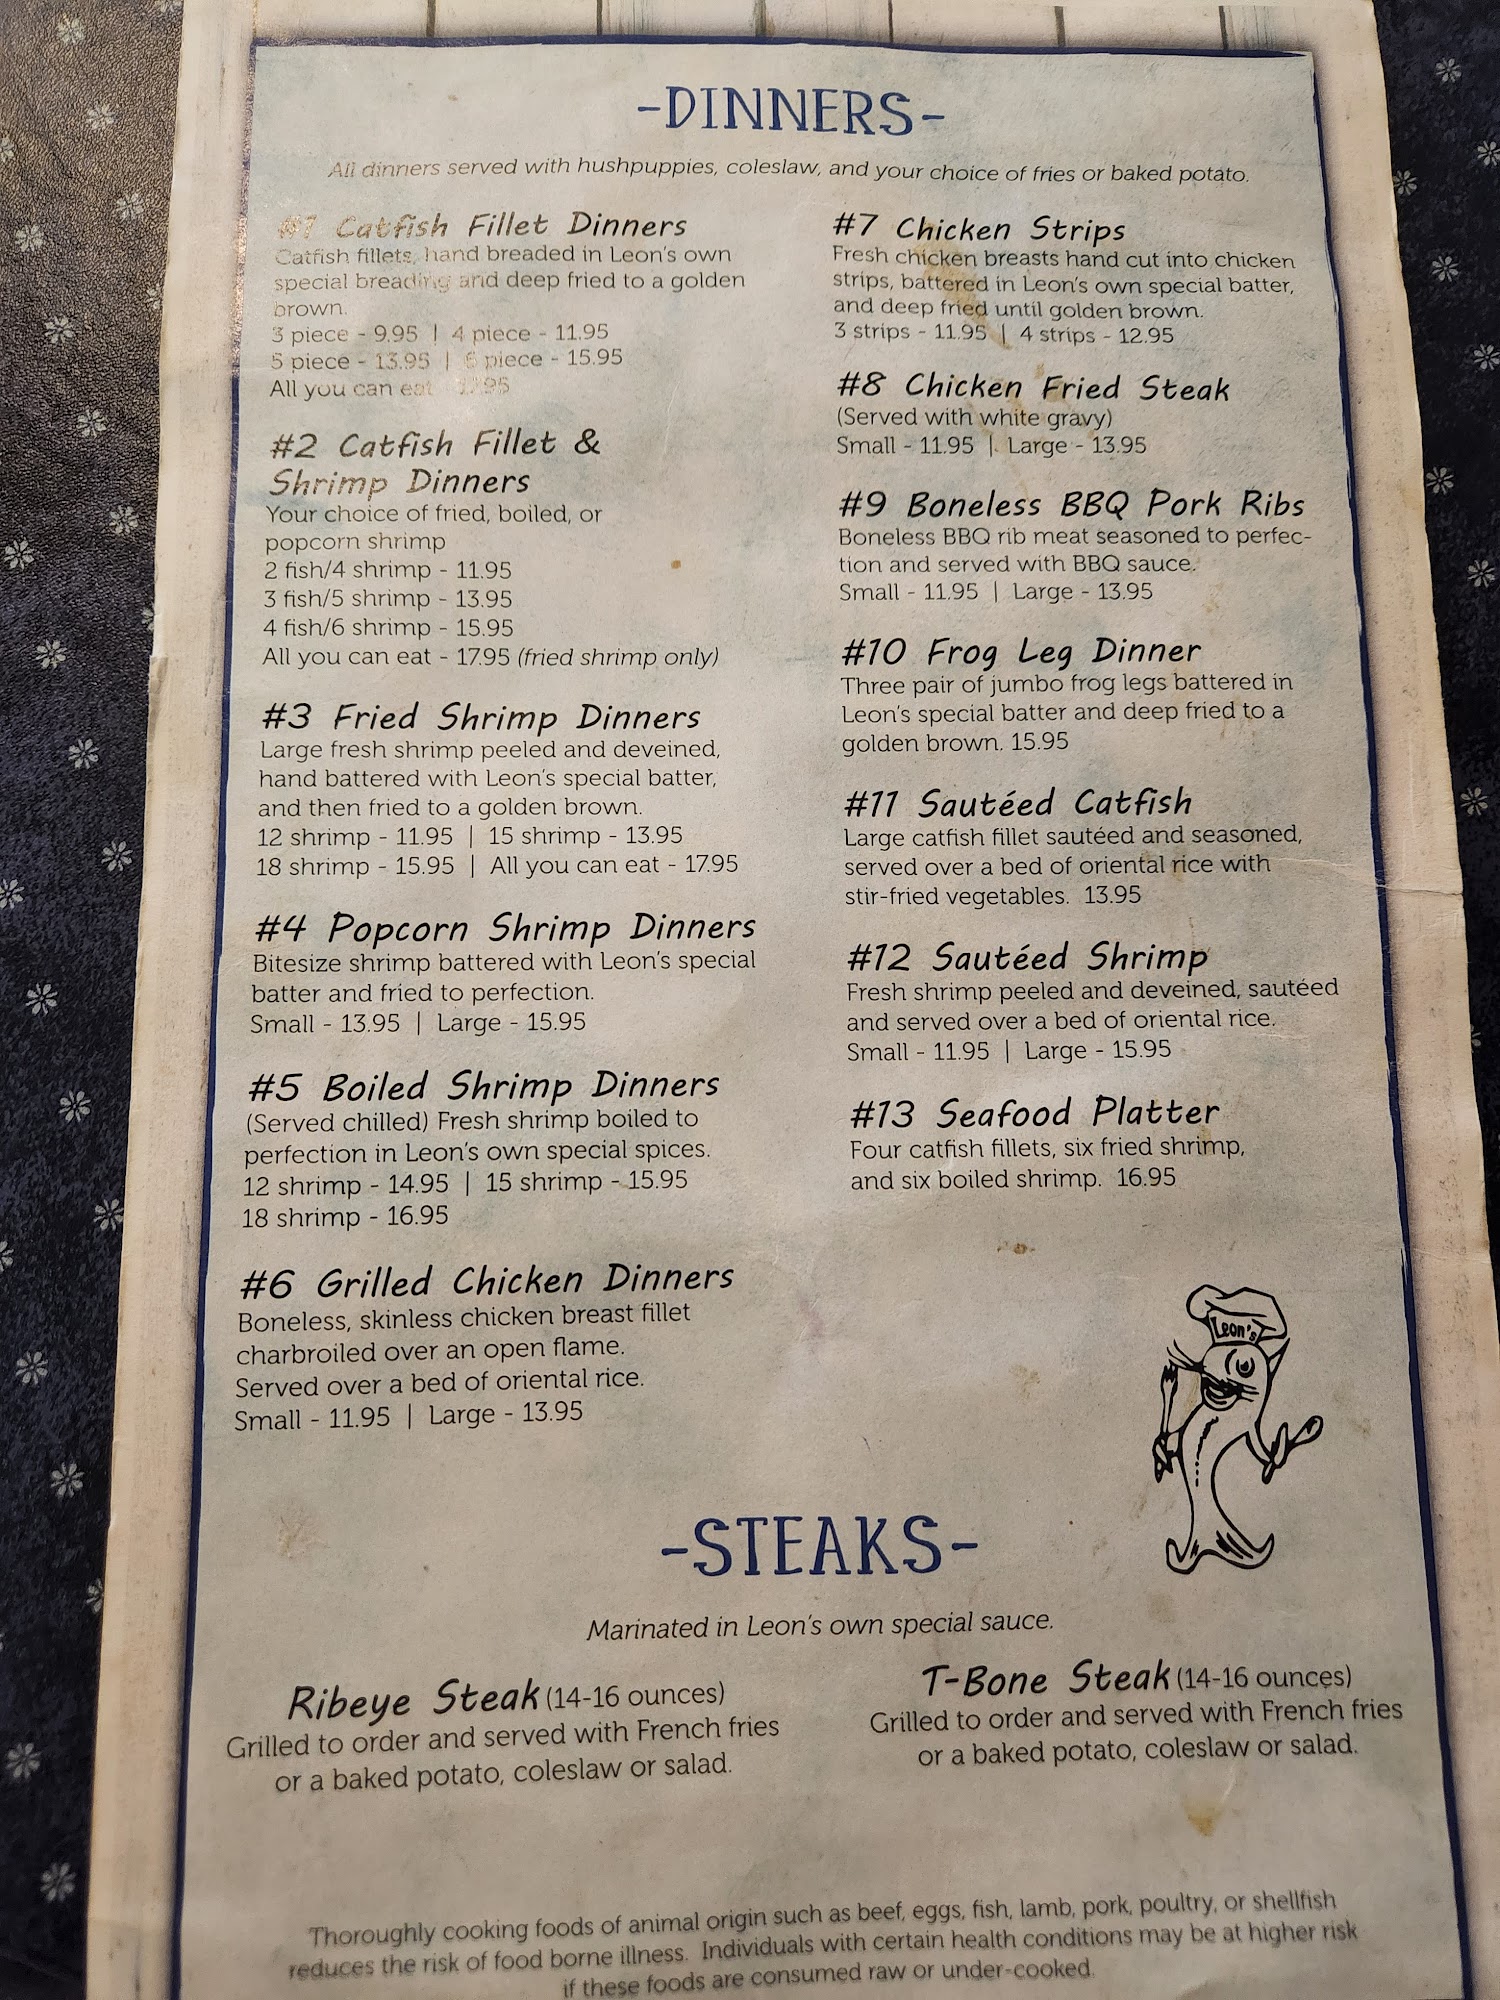 -DINNERS-
All dinners served with hushpuppies, coleslaw, and your choice of fries or baked potato.
#1 Catfish Fillet Dinners
Catfish fillets, hand breaded in Leon's own
special breading and deep fried to a golden
brown.
3 piece - 9.95 | 4 piece - 11.95
5 piece - 13.95 | 6 piece - 15.95
All you can eat - 17.95
#2 Catfish Fillet &
Shrimp Dinners
Your choice of fried, boiled, or
popcorn shrimp
2 fish/4 shrimp - 11.95
3 fish/5 shrimp - 13.95
4 fish/6 shrimp - 15.95
All you can eat - 17.95 (fried shrimp only)
#3 Fried Shrimp Dinners
Large fresh shrimp peeled and deveined,
hand battered with Leon's special batter,
and then fried to a golden brown.
12 shrimp - 11.95 | 15 shrimp - 13.95
18 shrimp - 15.95 | All you can eat - 17.95
#4 Popcorn Shrimp Dinners
Bitesize shrimp battered with Leon's special
batter and fried to perfection.
Small - 13.95 | Large - 15.95
#5 Boiled Shrimp Dinners
(Served chilled) Fresh shrimp boiled to
perfection in Leon's own special spices.
12 shrimp - 14.95 | 15 shrimp - 15.95
18 shrimp - 16.95
#6 Grilled Chicken Dinners
Boneless, skinless chicken breast fillet
charbroiled over an open flame.
Served over a bed of oriental rice.
Small - 11.95 | Large - 13.95
#7 Chicken Strips
Fresh chicken breasts hand cut into chicken
strips, battered in Leon's own special batter,
and deep fried until golden brown.
3 strips - 11.95 | 4 strips - 12.95
#8 Chicken Fried Steak
(Served with white gravy)
Small - 11.95 | Large - 13.95
#9 Boneless BBQ Pork Ribs
Boneless BBQ rib meat seasoned to perfec-
tion and served with BBQ sauce.
Small - 11.95 | Large - 13.95
#10 Frog Leg Dinner
Three pair of jumbo frog legs battered in
Leon's special batter and deep fried to a
golden brown. 15.95
#11 Sautéed Catfish
Large catfish fillet sautéed and seasoned,
served over a bed of oriental rice with
stir-fried vegetables. 13.95
#12 Sautéed Shrimp
Fresh shrimp peeled and deveined, sautéed
and served over a bed of oriental rice.
Small - 11.95 | Large - 15.95
#13 Seafood Platter
Four catfish fillets, six fried shrimp,
and six boiled shrimp. 16.95
Leon's
-STEAKS-
Marinated in Leon's own special sauce.
Ribeye Steak (14-16 ounces)
Grilled to order and served with French fries
or a baked potato, coleslaw or salad.
T-Bone Steak (14-16 ounces)
Grilled to order and served with French fries
or a baked potato, coleslaw or salad.
Thoroughly cooking foods of animal origin such as beef, eggs, fish, lamb, pork, poultry, or shellfish
reduces the risk of food borne illness. Individuals with certain health conditions may be at higher risk
if these foods are consumed raw or under-cooked.